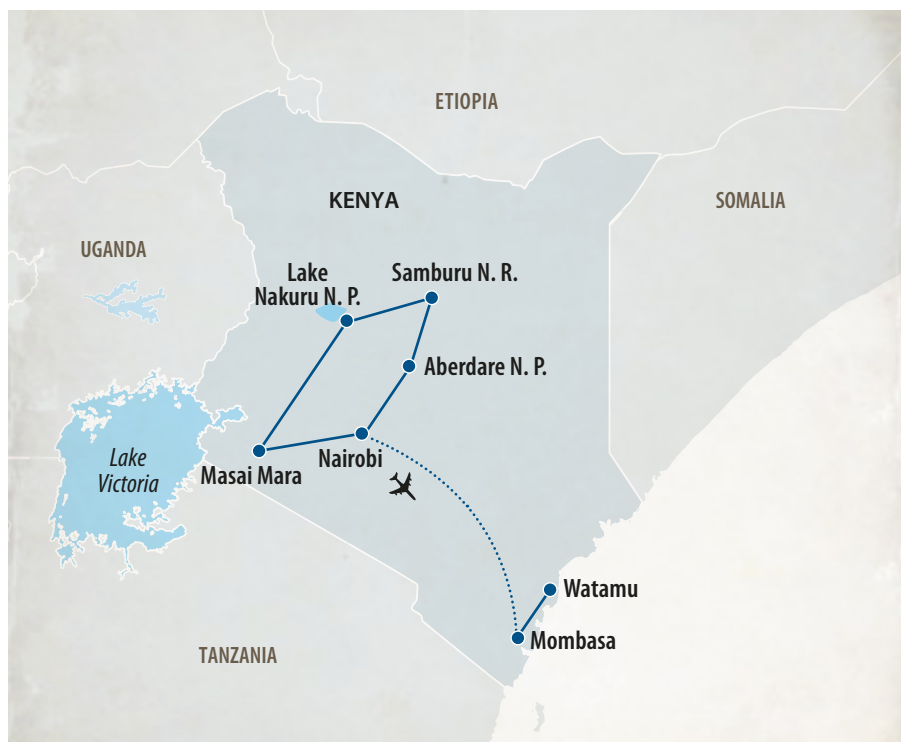 ETIOPIA
KENYA
SOMALIA
UGANDA
Lake
Nakuru N. P.
Samburu N. R.
Aberdare N. P.
Lake
Victoria
Masai Mara
Nairobi
Watamu
Mombasa
TANZANIA